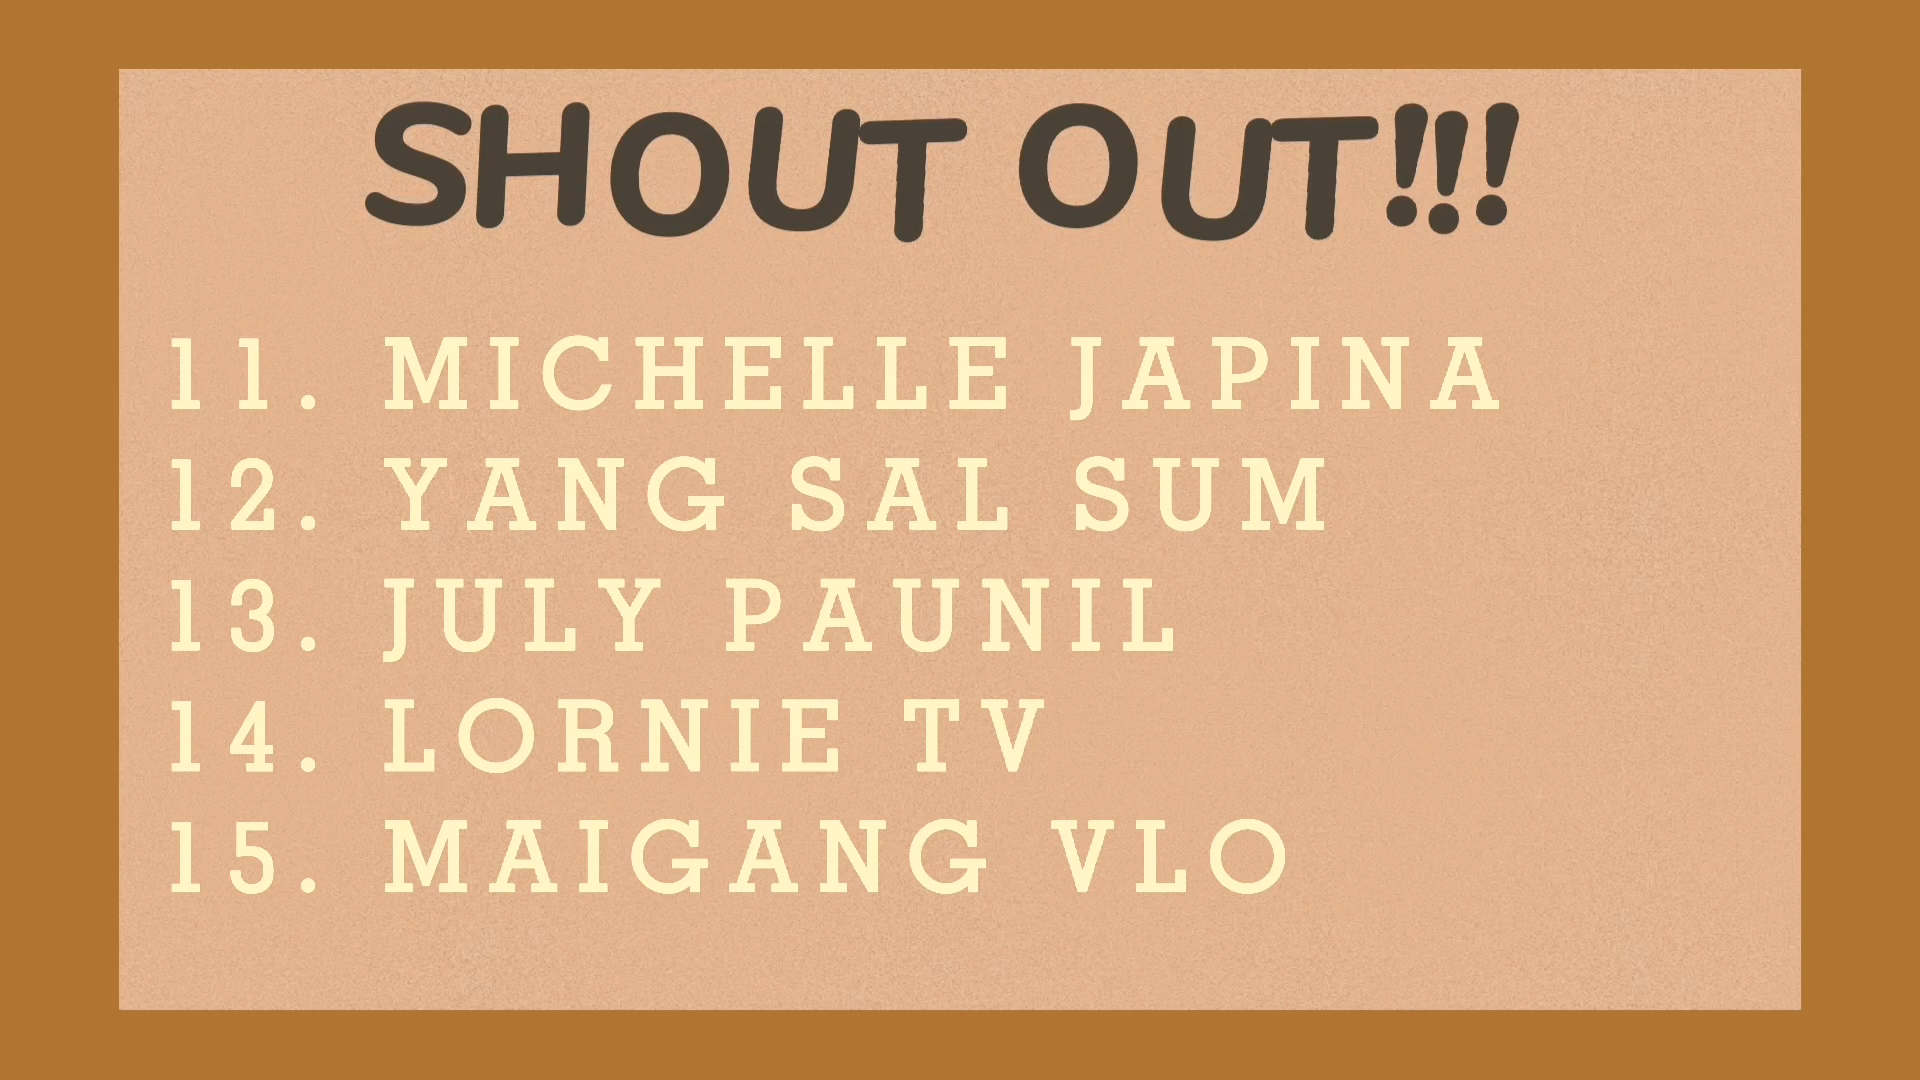 SHOUT OUT!!!
11. MICHELLE JAPINA
12. YANG SAL SUM
13. JULY PAUNIL
14. LORNIE TV
15. MAIGANG VLO